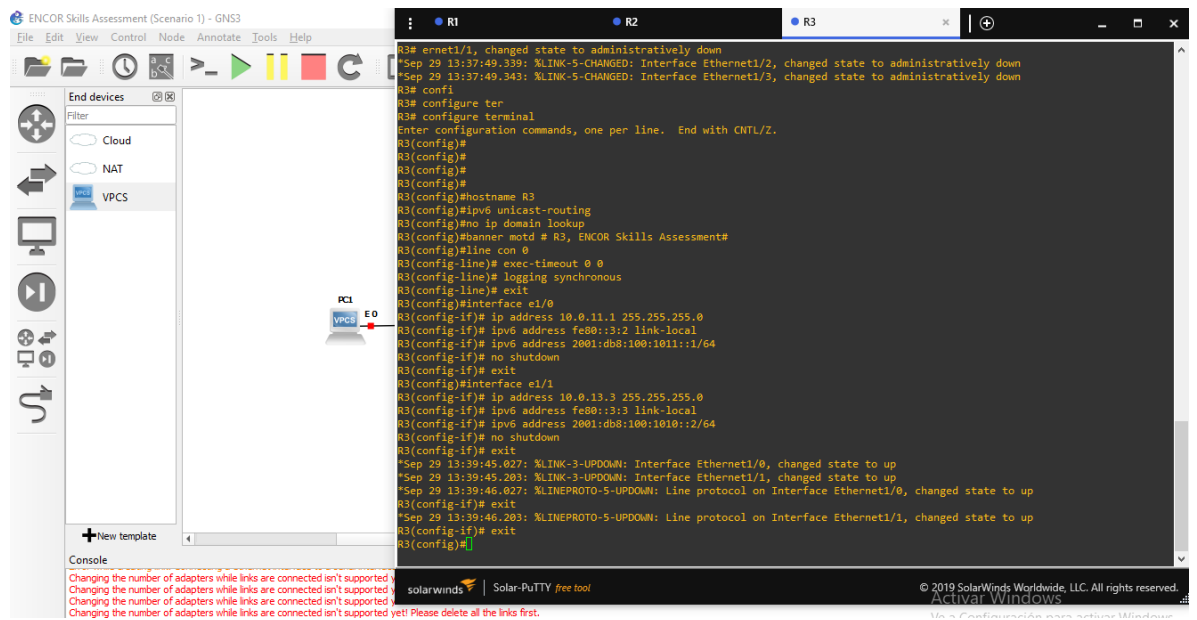 ENCOR Skills Assessment (Scenario 1) - GNS3
File Edit View Control Node Annotate Tools Help
End devices
Filter
Cloud
NAT
VPCS
New template
PC1
VPCS
E 0
Console
Changing the number of adapters while links are connected isn't supported y
Changing the number of adapters while links are connected isn't supported y
Changing the number of adapters while links are connected isn't supported y
Changing the number of adapters while links are connected isn't supported yet! Please delete all the links first.
R1 R2 R3
R3# ernet1/1, changed state to administratively down
*Sep 29 13:37:49.339: %LINK-5-CHANGED: Interface Ethernet1/2, changed state to administratively down
*Sep 29 13:37:49.343: %LINK-5-CHANGED: Interface Ethernet1/3, changed state to administratively down
R3# confi
R3# configure ter
R3# configure terminal
Enter configuration commands, one per line. End with CNTL/Z.
R3(config)#
R3(config)#
R3(config)#
R3(config)#
R3(config)#hostname R3
R3(config)#ipv6 unicast-routing
R3(config)#no ip domain lookup
R3(config)#banner motd # R3, ENCOR Skills Assessment#
R3(config)#line con 0
R3(config-line)# exec-timeout 0 0
R3(config-line)# logging synchronous
R3(config-line)# exit
R3(config)#interface e1/0
R3(config-if)# ip address 10.0.11.1 255.255.255.0
R3(config-if)# ipv6 address fe80::3:2 link-local
R3(config-if)# ipv6 address 2001:db8:100:1011::1/64
R3(config-if)# no shutdown
R3(config-if)# exit
R3(config)#interface e1/1
R3(config-if)# ip address 10.0.13.3 255.255.255.0
R3(config-if)# ipv6 address fe80::3:3 link-local
R3(config-if)# ipv6 address 2001:db8:100:1010::2/64
R3(config-if)# no shutdown
R3(config-if)# exit
*Sep 29 13:39:45.027: %LINK-3-UPDOWN: Interface Ethernet1/0, changed state to up
*Sep 29 13:39:45.203: %LINK-3-UPDOWN: Interface Ethernet1/1, changed state to up
*Sep 29 13:39:46.027: %LINEPROTO-5-UPDOWN: Line protocol on Interface Ethernet1/0, changed state to up
R3(config-if)# exit
*Sep 29 13:39:46.203: %LINEPROTO-5-UPDOWN: Line protocol on Interface Ethernet1/1, changed state to up
R3(config-if)# exit
R3(config)#
solarwinds Solar-PuTTY free tool
© 2019 SolarWinds Worldwide, LLC. All rights reserved.
Activar Windows
Ve a Configuración para activar Windows